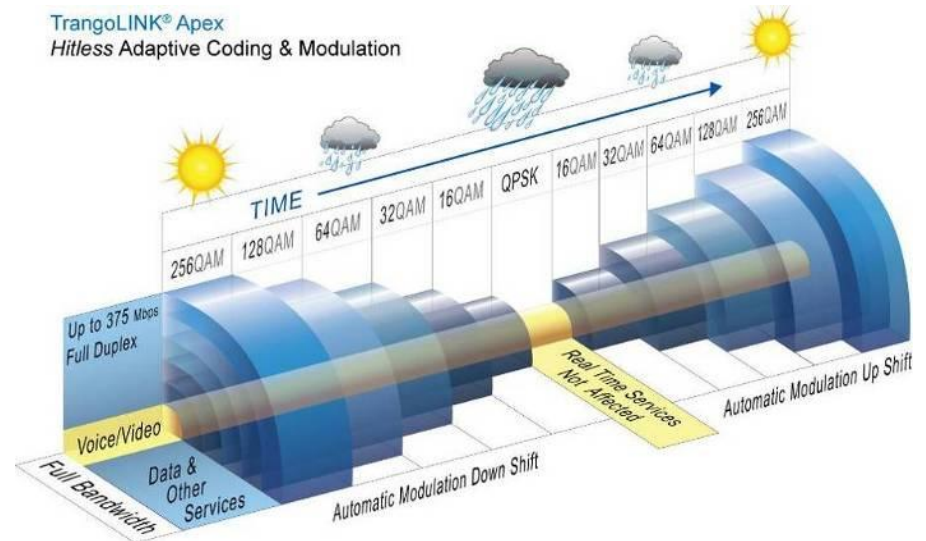 TrangoLINK® Apex
Hitless Adaptive Coding & Modulation
TIME
256QAM
128QAM
64QAM
32QAM
16QAM
QPSK
16QAM
32QAM
64QAM
128QAM
256QAM
Up to 375 Mbps
Full Duplex
Voice/Video
Full Bandwidth
Data &
Other
Services
Automatic Modulation Down Shift
Real Time Services
Not Affected
Automatic Modulation Up Shift